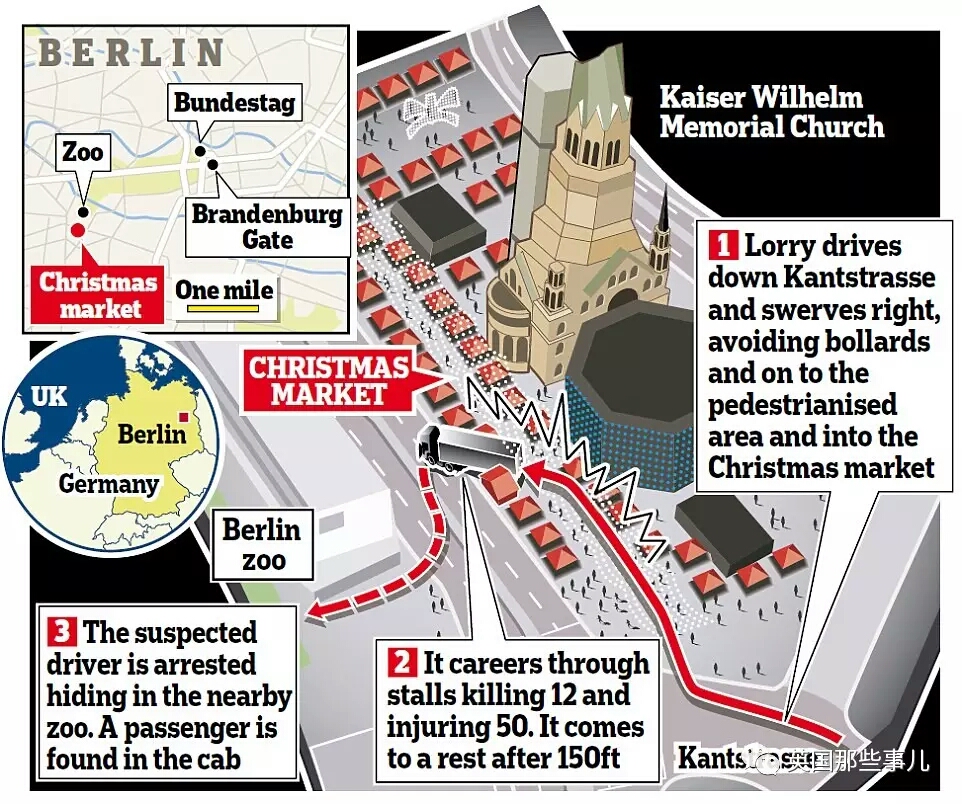 BERLIN
Bundestag
Zoo
Brandenburg
Gate
Christmas
market
One mile
Kaiser Wilhelm
Memorial Church
1 Lorry drives
down Kantstrasse
and swerves right,
avoiding bollards
and on to the
pedestrianised
area and into the
Christmas market
CHRISTMAS
MARKET
UK
Berlin
Germany
Berlin
zoo
3 The suspected
driver is arrested
hiding in the nearby
zoo. A passenger is
found in the cab
2 It careers through
stalls killing 12 and
injuring 50. It comes
to a rest after 150ft
英国那些事儿